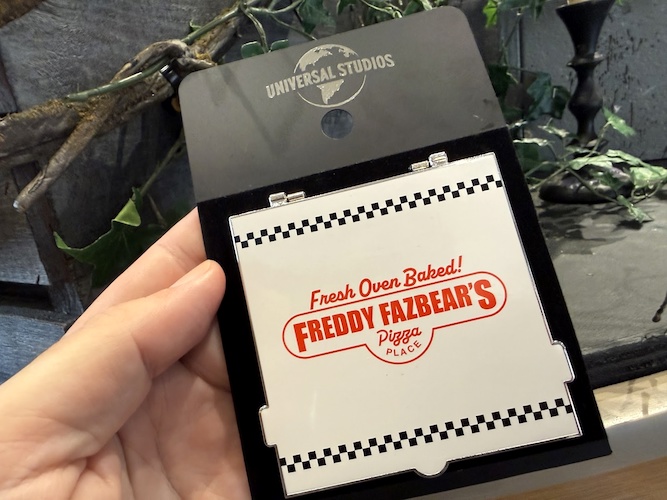 UNIVERSAL STUDIOS
Fresh Oven Baked!
FREDDY FAZBEAR'S
Pizza
PLACE